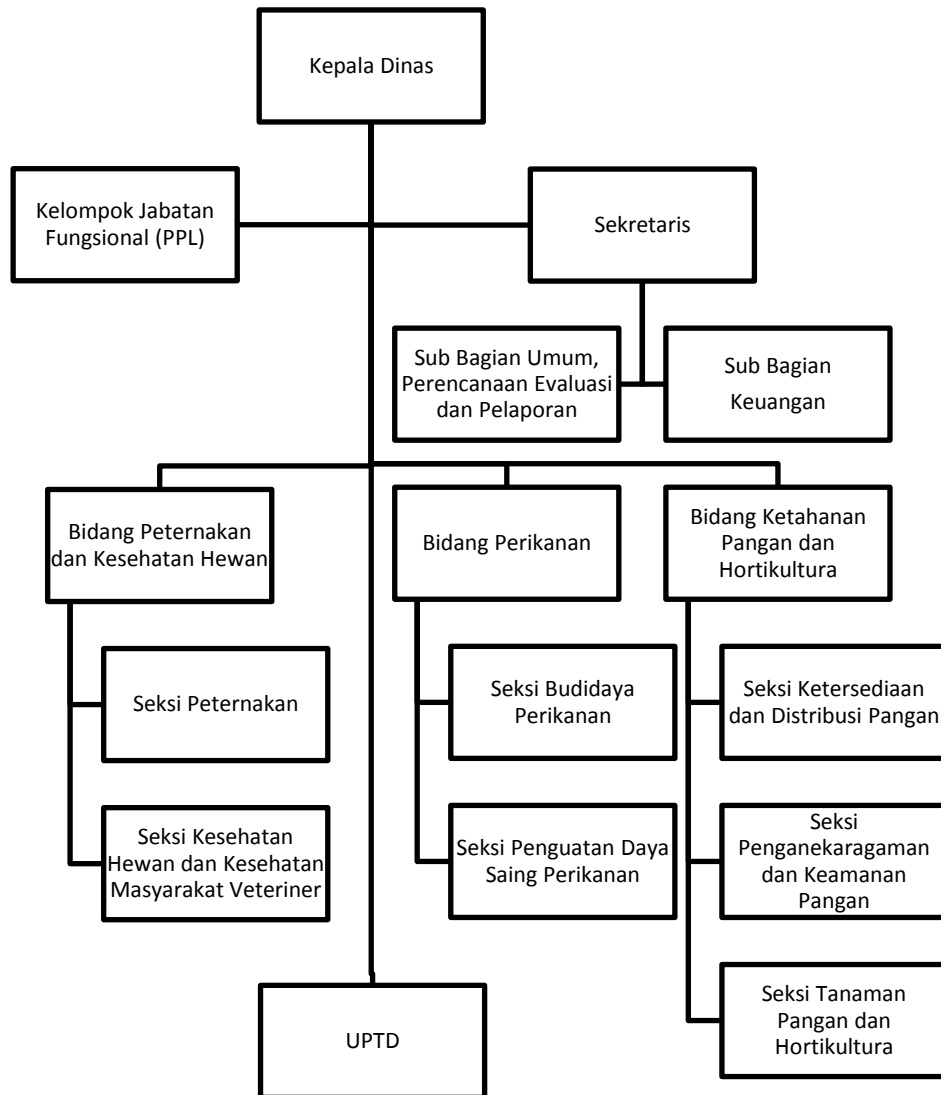 Kepala Dinas
Kelompok Jabatan
Fungsional (PPL)
Sekretaris
Sub Bagian Umum,
Perencanaan Evaluasi
dan Pelaporan
Sub Bagian
Keuangan
Bidang Peternakan
dan Kesehatan Hewan
Bidang Perikanan
Bidang Ketahanan
Pangan dan
Hortikultura
Seksi Peternakan
Seksi Budidaya
Perikanan
Seksi Ketersediaan
dan Distribusi Pangan
Seksi Kesehatan
Hewan dan Kesehatan
Masyarakat Veteriner
Seksi Penguatan Daya
Saing Perikanan
Seksi
Penganekaragaman
dan Keamanan
Pangan
Seksi Tanaman
Pangan dan
Hortikultura
UPTD